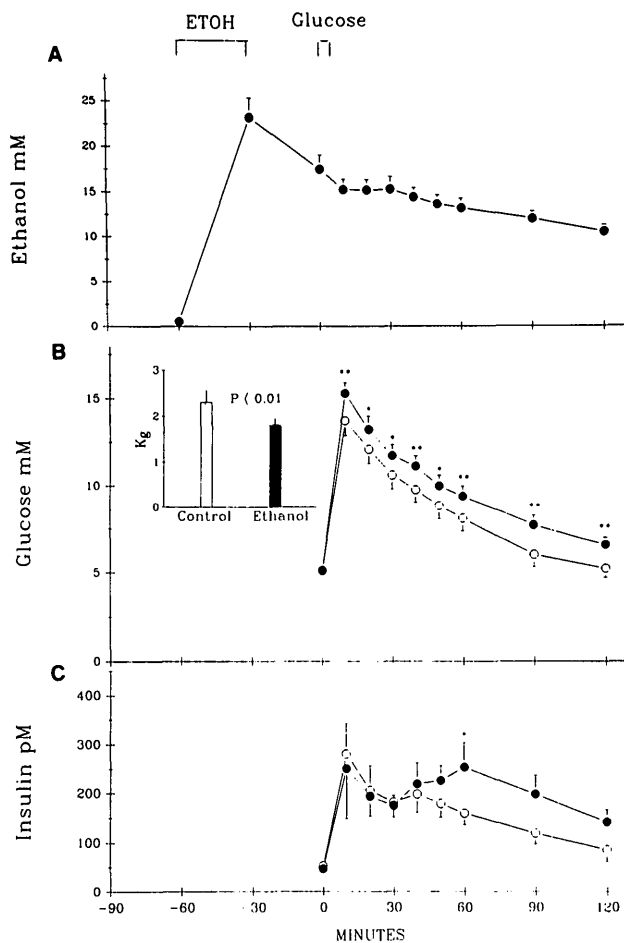 ETOH Glucose
A
Ethanol mM
25
20
15
10
5
0
B
Glucose mM
15
10
5
0
Kg
3
2
1
0
P < 0.01
Control Ethanol
** * * ** * ** ** **
C
Insulin pM
400
300
200
100
0
*
-90 -60 -30 0 30 60 90 120
MINUTES